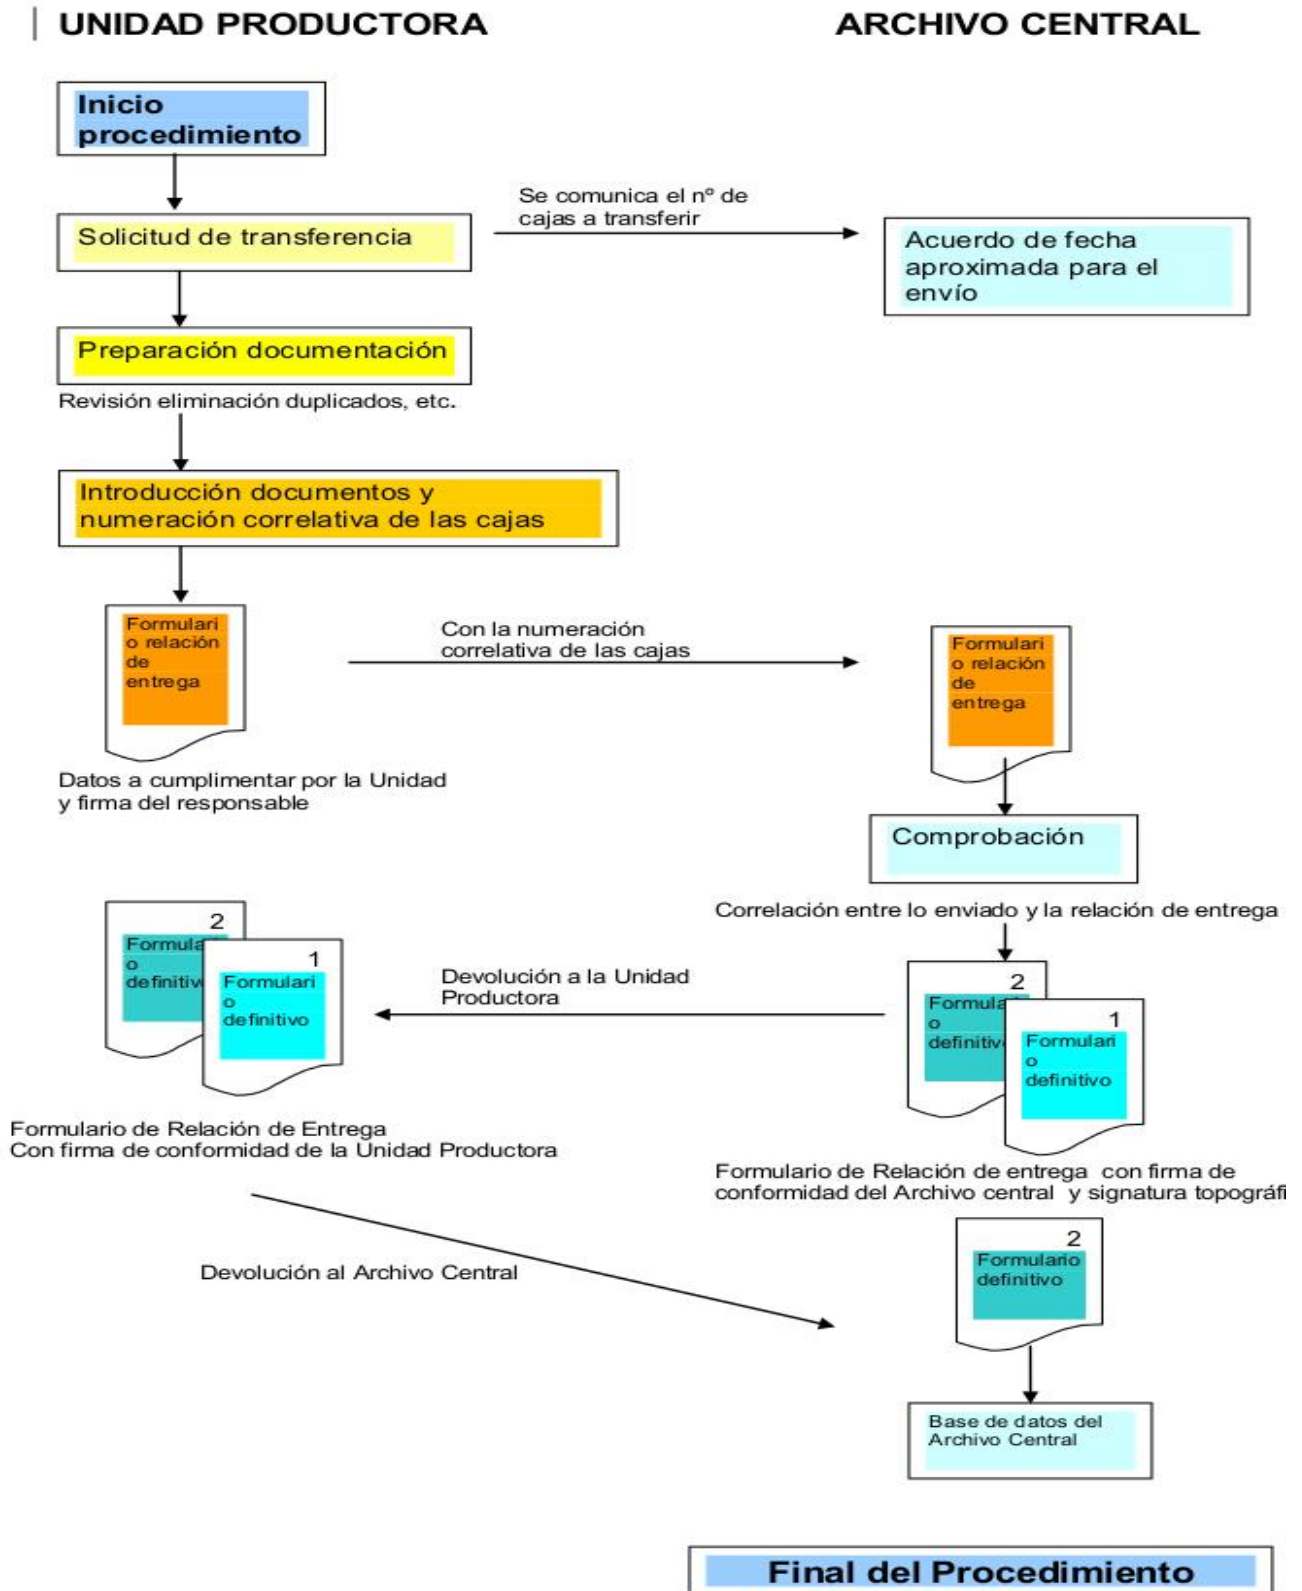 UNIDAD PRODUCTORA
ARCHIVO CENTRAL
Inicio
procedimiento
Se comunica el nº de
cajas a transferir
Solicitud de transferencia
Acuerdo de fecha
aproximada para el
envío
Preparación documentación
Revisión eliminación duplicados, etc.
Introducción documentos y
numeración correlativa de las cajas
Formulari
o relación
de
entrega
Con la numeración
correlativa de las cajas
Formulari
o relación
de
entrega
Datos a cumplimentar por la Unidad
y firma del responsable
Comprobación
Correlación entre lo enviado y la relación de entrega
2
Formula
o
definitiv
1
Formulari
o
definitivo
Devolución a la Unidad
Productora
2
Formula
o
definitiv
1
Formulari
o
definitivo
Formulario de Relación de Entrega
Con firma de conformidad de la Unidad Productora
Formulario de Relación de entrega con firma de
conformidad del Archivo central y signatura topográfi
Devolución al Archivo Central
2
Formulario
definitivo
Base de datos del
Archivo Central
Final del Procedimiento